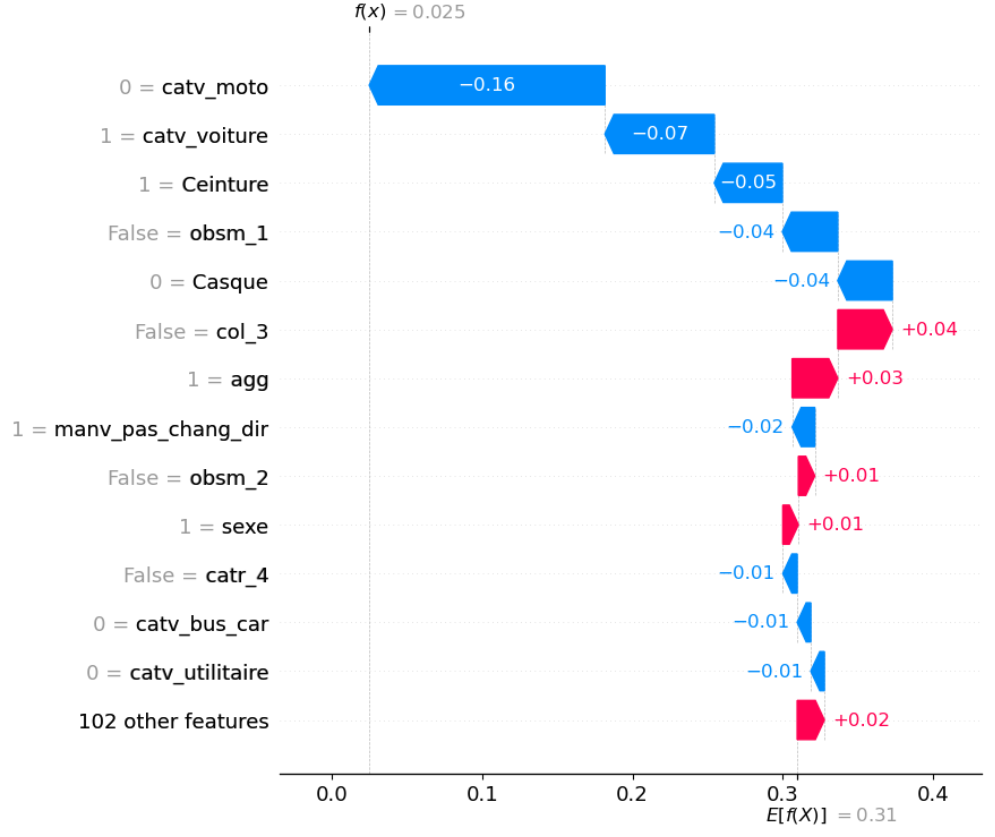 f(x) = 0.025
0 = catv_moto −0.16
1 = catv_voiture −0.07
1 = Ceinture −0.05
False = obsm_1 −0.04
0 = Casque −0.04
False = col_3 +0.04
1 = agg +0.03
1 = manv_pas_chang_dir −0.02
False = obsm_2 +0.01
1 = sexe +0.01
False = catr_4 −0.01
0 = catv_bus_car −0.01
0 = catv_utilitaire −0.01
102 other features +0.02
0.0 0.1 0.2 0.3 0.4
E[f(X)] = 0.31